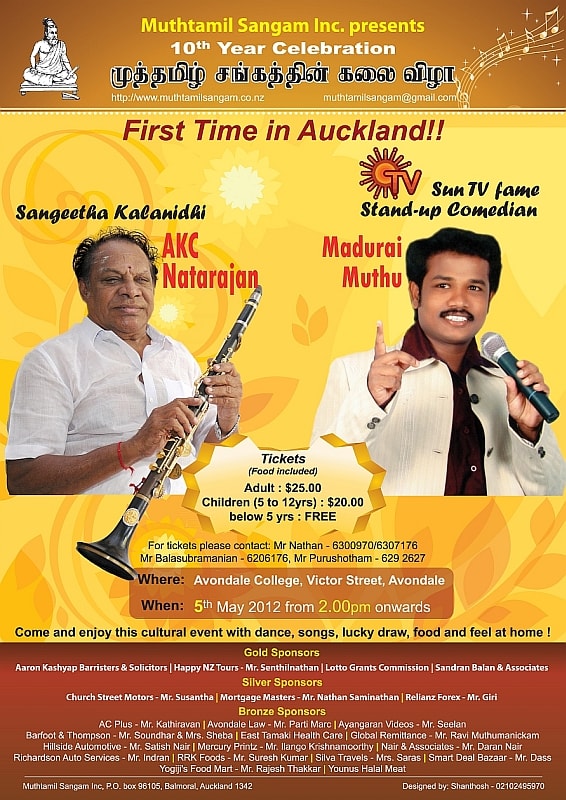 Muthtamil Sangam Inc. presents
10th Year Celebration
முத்தமிழ் சங்கத்தின் கலை விழா
http://www.muthtamilsangam.co.nz muthtamilsangam@gmail.com
First Time in Auckland!!
TV Sun TV fame
Sangeetha Kalanidhi
Stand-up Comedian
AKC
Natarajan
Madurai
Muthu
Tickets
(Food included)
Adult : $25.00
Children (5 to 12yrs) : $20.00
below 5 yrs : FREE
For tickets please contact: Mr Nathan - 6300970/6307176
Mr Balasubramanian - 6206176, Mr Purushotham - 629 2627
Where: Avondale College, Victor Street, Avondale
When: 5th May 2012 from 2.00pm onwards
Come and enjoy this cultural event with dance, songs, lucky draw, food and feel at home !
Gold Sponsors
Aaron Kashyap Barristers & Solicitors | Happy NZ Tours - Mr. Senthilnathan | Lotto Grants Commission | Sandran Balan & Associates
Silver Sponsors
Church Street Motors - Mr. Susantha | Mortgage Masters - Mr. Nathan Saminathan | Relianz Forex - Mr. Giri
Bronze Sponsors
AC Plus - Mr. Kathiravan | Avondale Law - Mr. Parti Marc | Ayangaran Videos - Mr. Seelan
Barfoot & Thompson - Mr. Soundhar & Mrs. Sheba | East Tamaki Health Care | Global Remittance - Mr. Ravi Muthumanickam
Hillside Automotive - Mr. Satish Nair | Mercury Printz - Mr. Ilango Krishnamoorthy | Nair & Associates - Mr. Daran Nair
Richardson Auto Services - Mr. Indran | RRK Foods - Mr. Suresh Kumar | Silva Travels - Mrs. Saras | Smart Deal Bazaar - Mr. Dass
Yogiji's Food Mart - Mr. Rajesh Thakkar | Younus Halal Meat
Muthtamil Sangam Inc, P.O. box 96105, Balmoral, Auckland 1342 Designed by: Shanthosh - 02102495970